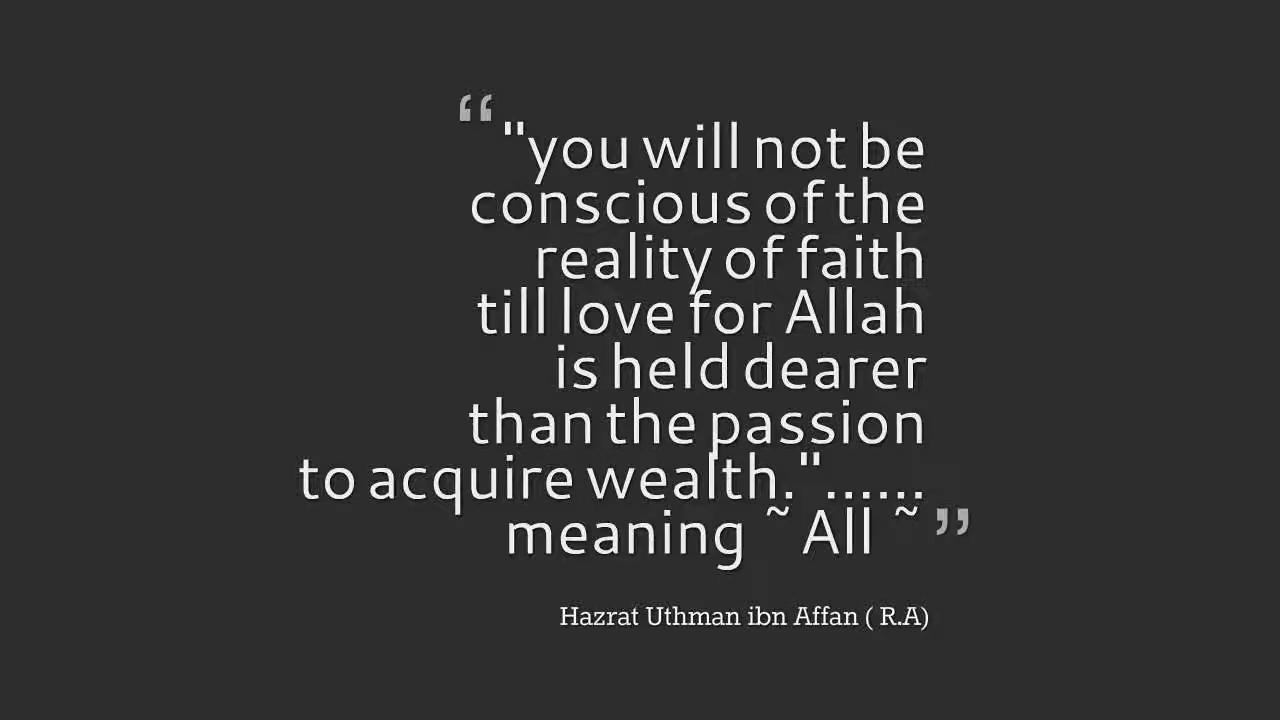 “ "you will not be
conscious of the
reality of faith
till love for Allah
is held dearer
than the passion
to acquire wealth."......
meaning ~ All ~ ”
Hazrat Uthman ibn Affan ( R.A)